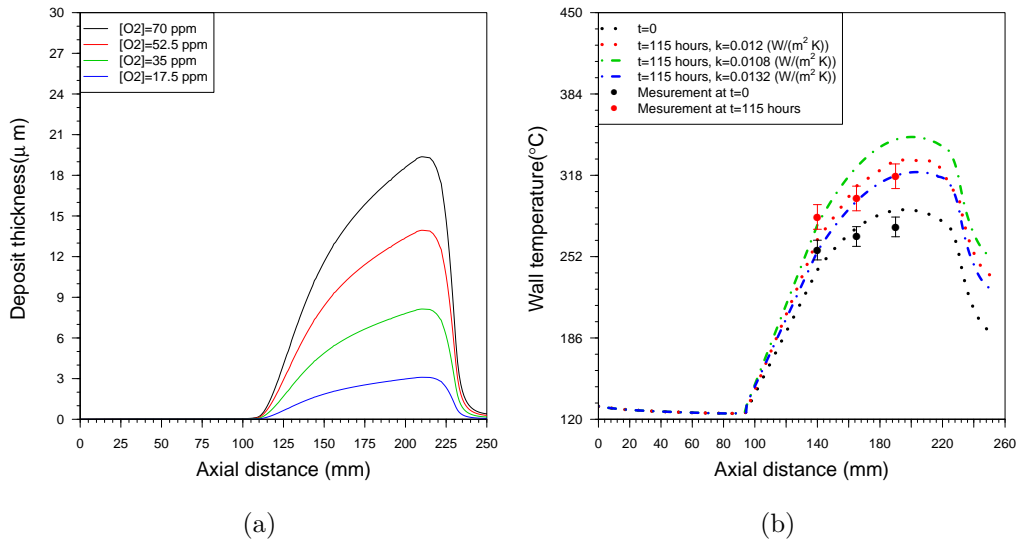 30
27
24
21
18
15
12
9
6
3
0
Deposit thickness(μ m)
[O2]=70 ppm
[O2]=52.5 ppm
[O2]=35 ppm
[O2]=17.5 ppm
0 25 50 75 100 125 150 175 200 225 250
Axial distance (mm)
(a)
450
384
318
252
186
120
Wall temperature(°C)
t=0
t=115 hours, k=0.012 (W/(m² K))
t=115 hours, k=0.0108 (W/(m² K))
t=115 hours, k=0.0132 (W/(m² K))
Mesurement at t=0
Mesurement at t=115 hours
0 20 60 100 140 180 220 260
Axial distance (mm)
(b)